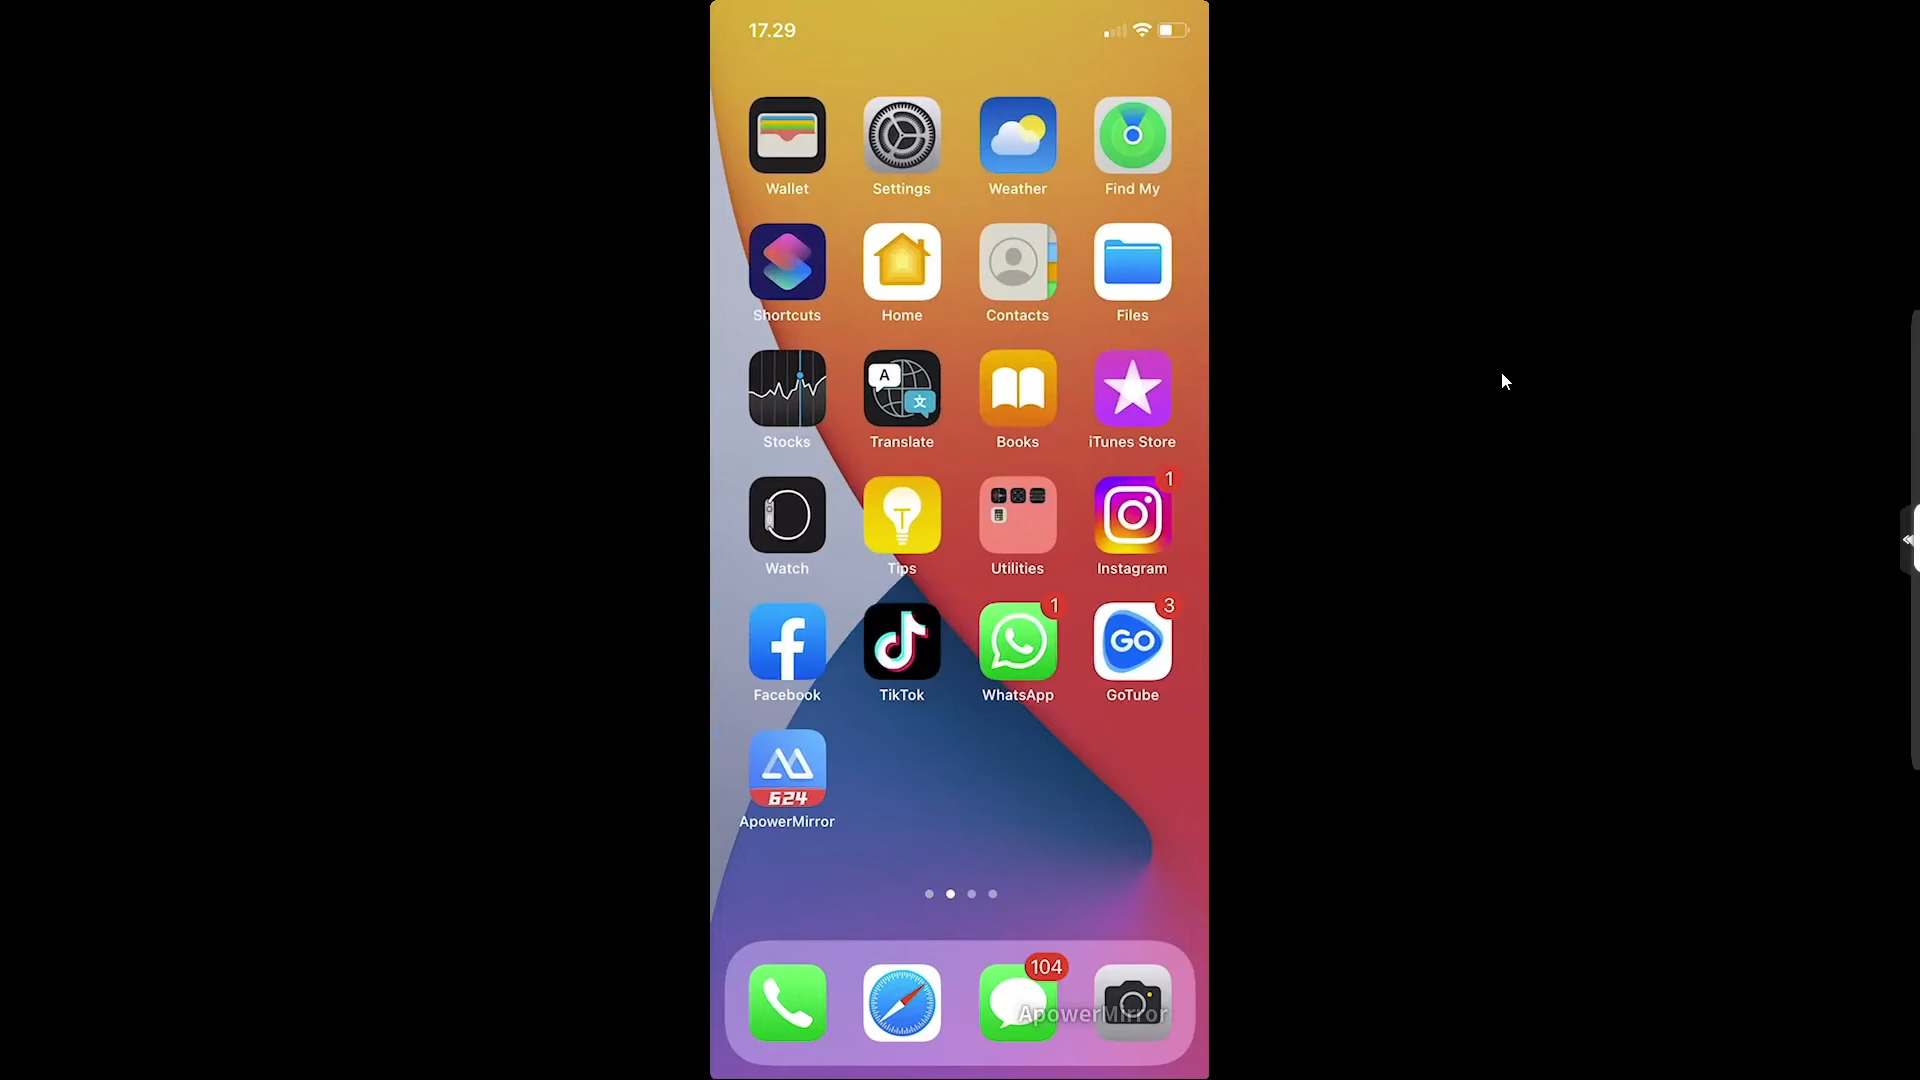 17.29
Wallet
Settings
Weather
Find My
Shortcuts
Home
Contacts
Files
A
文
Stocks
Translate
Books
iTunes Store
1
Watch
Tips
Utilities
Instagram
1
3
GO
Facebook
TikTok
WhatsApp
GoTube
624
ApowerMirror
104
ApowerMirror